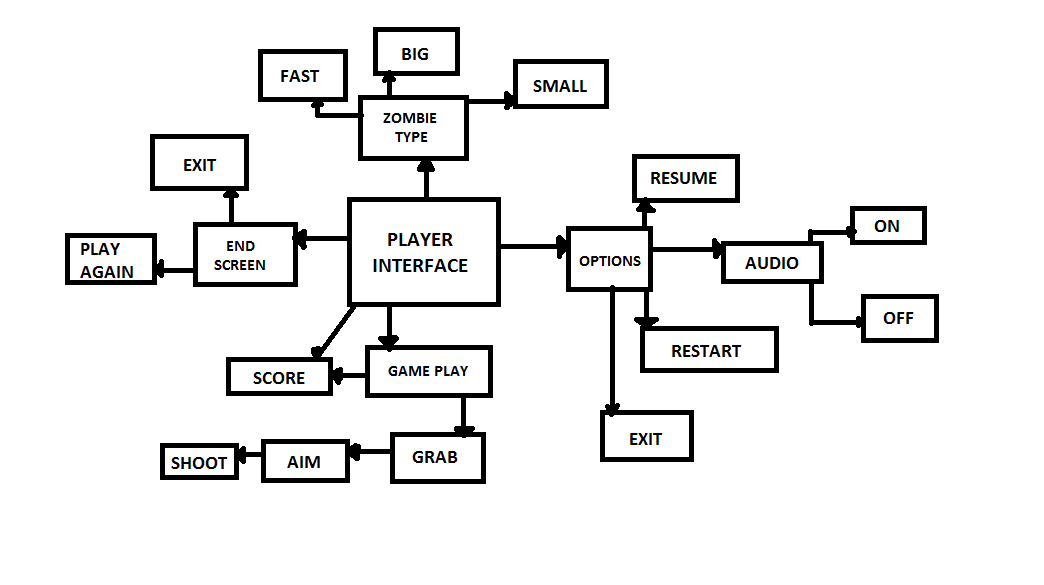 BIG
FAST
SMALL
ZOMBIE
TYPE
EXIT
RESUME
PLAYER
INTERFACE
END
SCREEN
PLAY
AGAIN
OPTIONS
AUDIO
ON
OFF
RESTART
SCORE
GAME PLAY
EXIT
SHOOT
AIM
GRAB